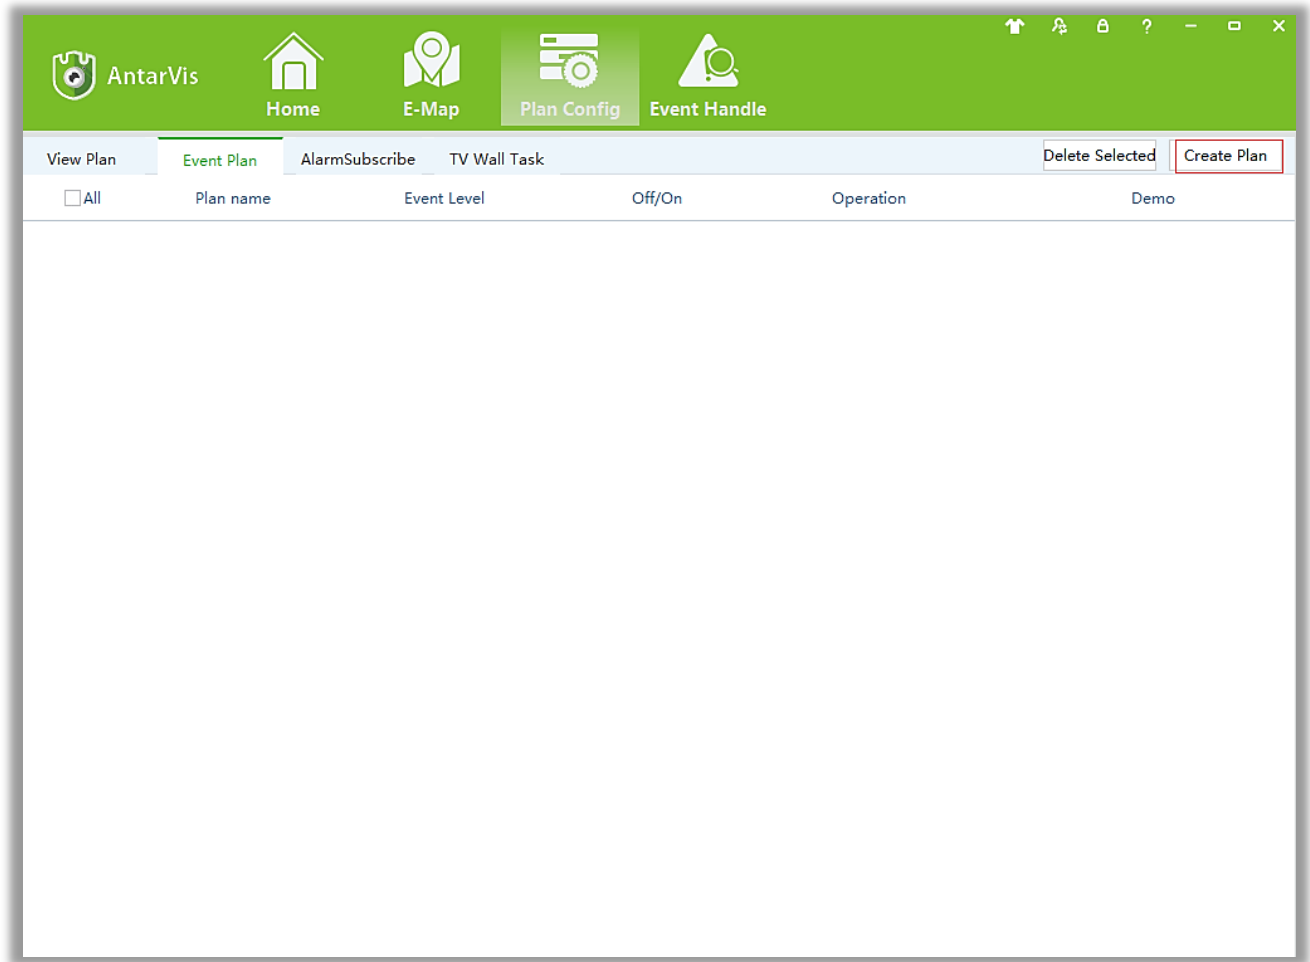 AntarVis
Home
E-Map
Plan Config
Event Handle
?
View Plan
Event Plan
AlarmSubscribe
TV Wall Task
Delete Selected
Create Plan
All
Plan name
Event Level
Off/On
Operation
Demo